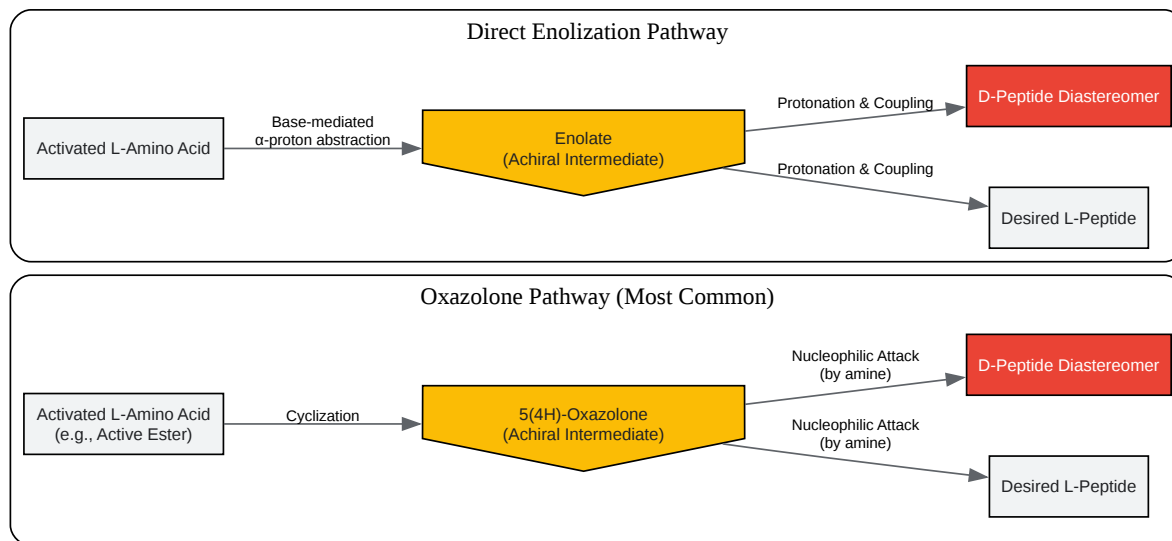 Direct Enolization Pathway
Activated L-Amino Acid
Base-mediated
α-proton abstraction
Enolate
(Achiral Intermediate)
Protonation & Coupling
D-Peptide Diastereomer
Protonation & Coupling
Desired L-Peptide
Oxazolone Pathway (Most Common)
Activated L-Amino Acid
(e.g., Active Ester)
Cyclization
5(4H)-Oxazolone
(Achiral Intermediate)
Nucleophilic Attack
(by amine)
D-Peptide Diastereomer
Nucleophilic Attack
(by amine)
Desired L-Peptide